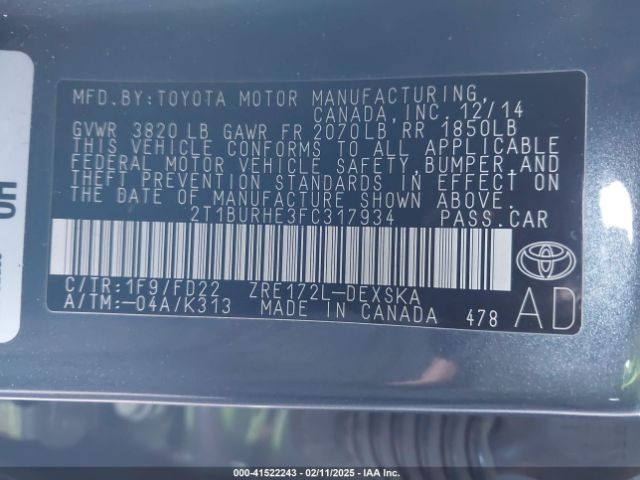 MFD.BY:TOYOTA MOTOR MANUFACTURING,
CANADA,INC. 12/14
GVWR 3820 LB GAWR FR 2070LB RR 1850LB
THIS VEHICLE CONFORMS TO ALL APPLICABLE
FEDERAL MOTOR VEHICLE SAFETY,BUMPER,AND
THEFT PREVENTION STANDARDS IN EFFECT ON
THE DATE OF MANUFACTURE SHOWN ABOVE.
2T1BURHE3FC317934 PASS.CAR
C/TR:1F9/FD22 ZRE172L-DEXSKA
A/TM:-04A/K313 MADE IN CANADA 478
AD
000-41522243 - 02/11/2025 - IAAI.COM